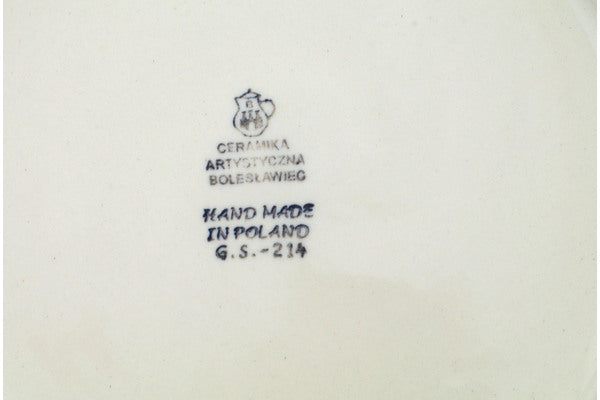 CERAMIKA
ARTYSTYCZNA
BOLESŁAWIEC
HAND MADE
IN POLAND
G.S.-214